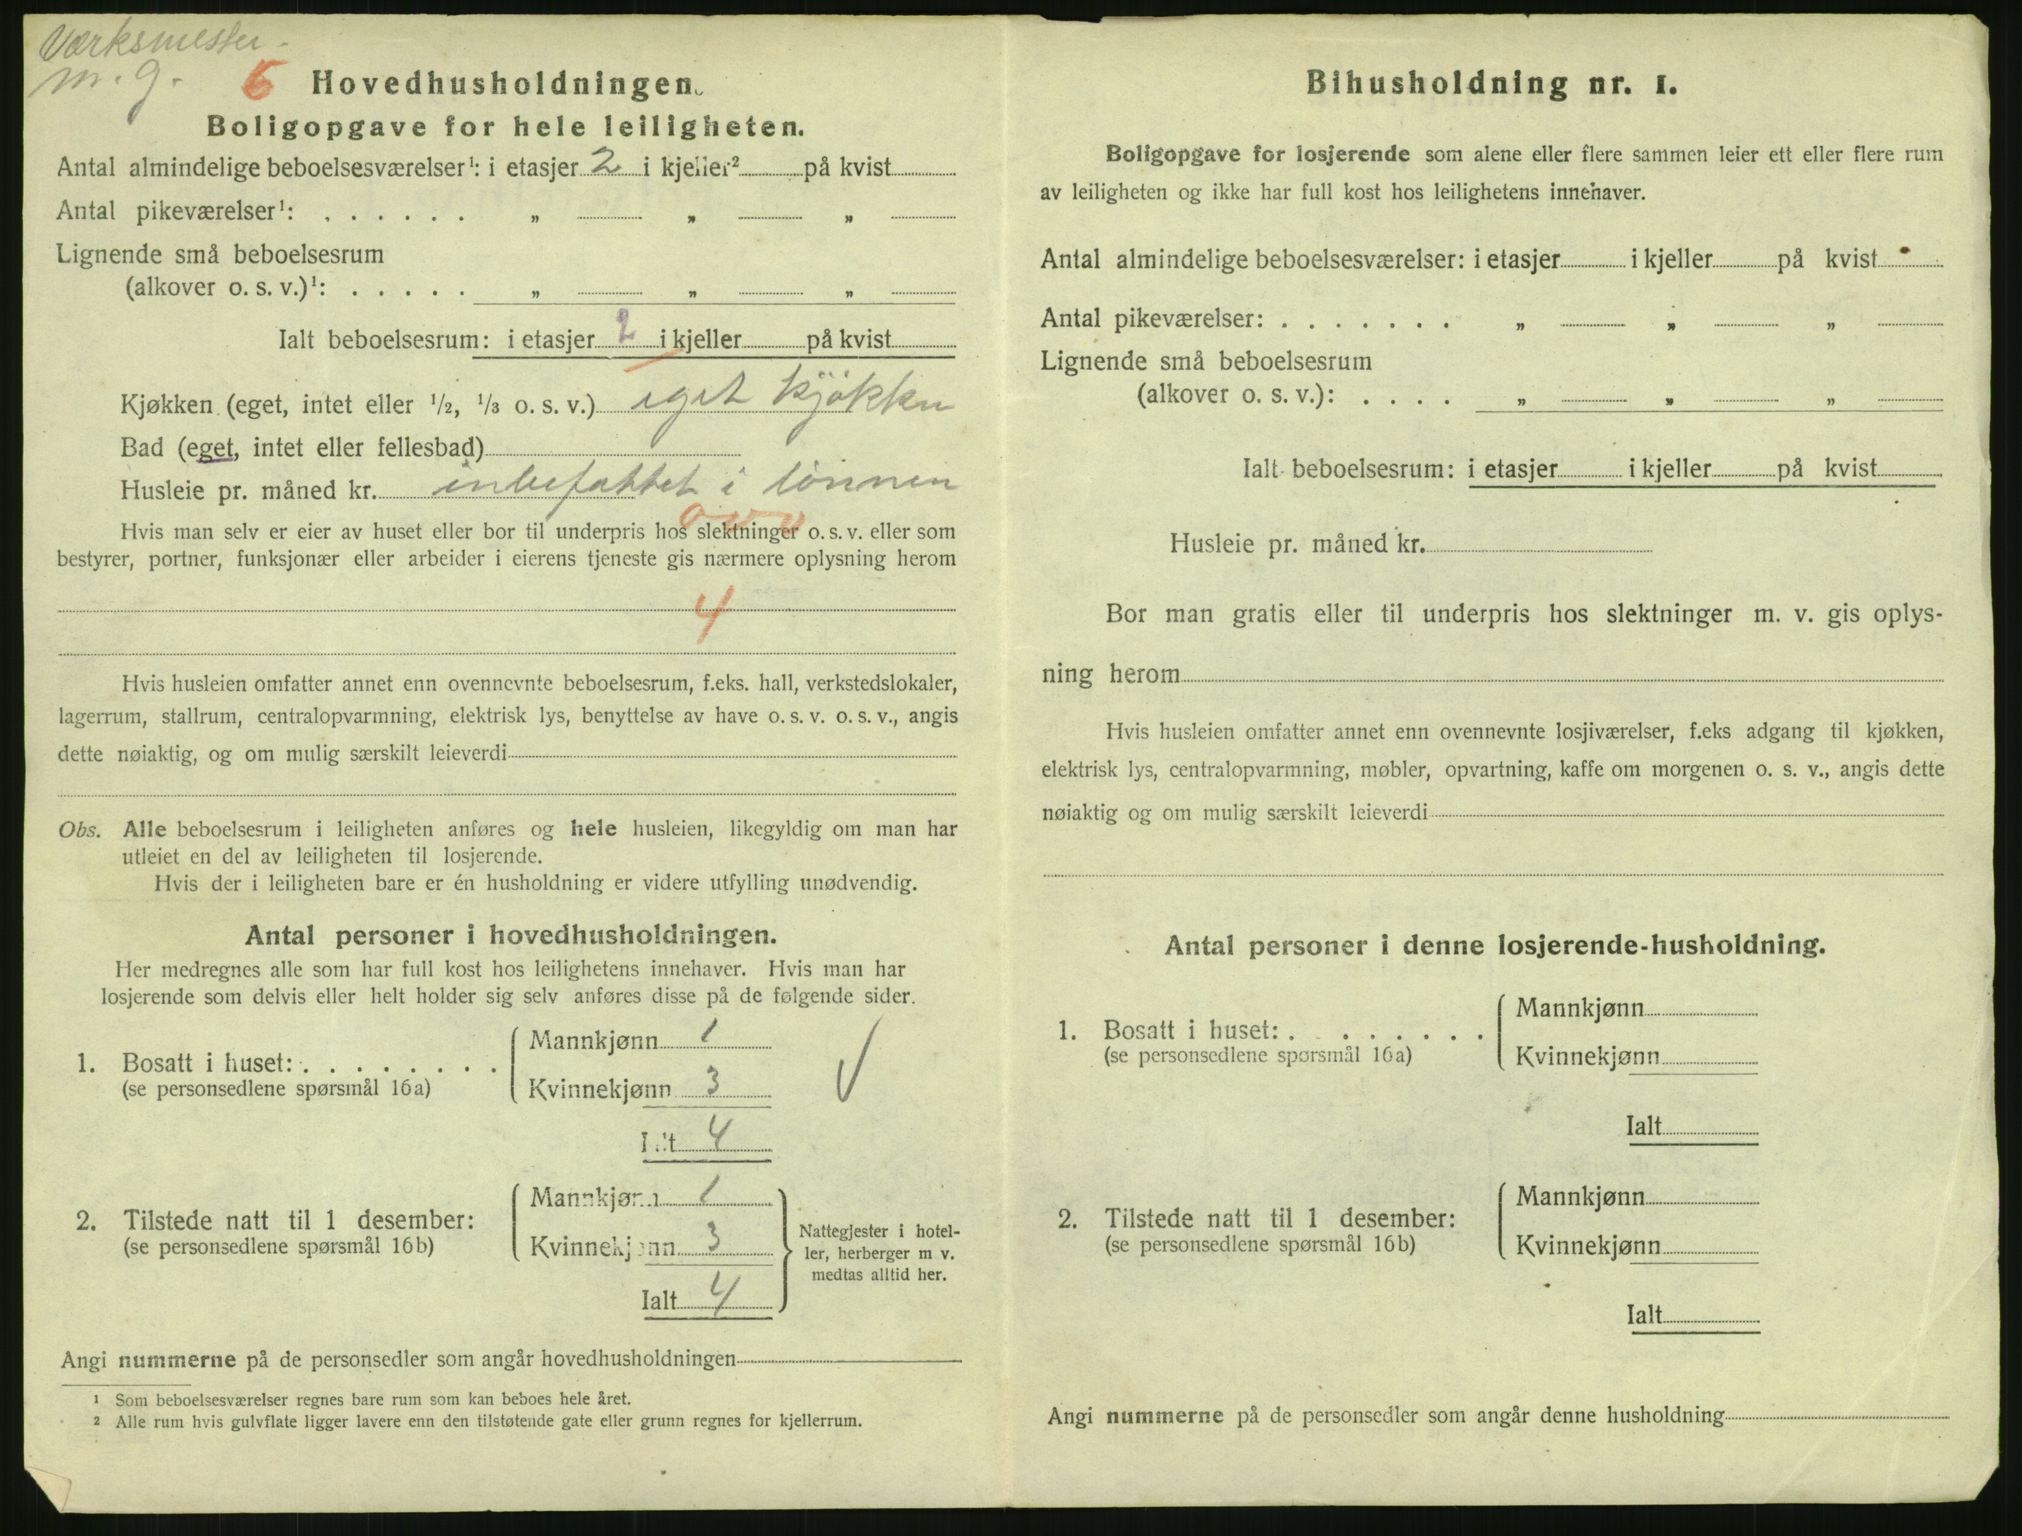 Værksmester.
m. g. 6 Hovedhusholdningen.
Boligopgave for hele leiligheten.
Antal almindelige beboelsesværelser¹: i etasjer 2 i kjeller² på kvist
Antal pikeværelser¹: . . . . . . „ „ „
Lignende små beboelsesrum
(alkover o. s. v.)¹: . . . . . „ „ „
Ialt beboelsesrum: i etasjer 2 i kjeller på kvist
Kjøkken (eget, intet eller 1/2, 1/3 o. s. v.) eget kjøkken
Bad (eget, intet eller fellesbad)
Husleie pr. måned kr. inbefattet i lönnen
Hvis man selv er eier av huset eller bor til underpris hos slektninger o. s. v. eller som
bestyrer, portner, funksjonær eller arbeider i eierens tjeneste gis nærmere oplysning herom
4
Hvis husleien omfatter annet enn ovennevnte beboelsesrum, f.eks. hall, verkstedslokaler,
lagerrum, stallrum, centralopvarmning, elektrisk lys, benyttelse av have o. s. v. o. s. v., angis
dette nøiaktig, og om mulig særskilt leieverdi
Obs. Alle beboelsesrum i leiligheten anføres og hele husleien, likegyldig om man har
utleiet en del av leiligheten til losjerende.
Hvis der i leiligheten bare er én husholdning er videre utfylling unødvendig.
Antal personer i hovedhusholdningen.
Her medregnes alle som har full kost hos leilighetens innehaver. Hvis man har
losjerende som delvis eller helt holder sig selv anføres disse på de følgende sider.
Mannkjønn 1
1. Bosatt i huset: . . . . . . . .
(se personsedlene spørsmål 16a)
Kvinnekjønn 3
Ialt 4
Mannkjønn 1
2. Tilstede natt til 1 desember:
(se personsedlene spørsmål 16b)
Kvinnekjønn 3
Ialt 4
Nattegjester i hotel-
ler, herberger m v.
medtas alltid her.
Angi nummerne på de personsedler som angår hovedhusholdningen
¹ Som beboelsesværelser regnes bare rum som kan beboes hele året.
² Alle rum hvis gulvflate ligger lavere enn den tilstøtende gate eller grunn regnes for kjellerrum.
Bihusholdning nr. 1.
Boligopgave for losjerende som alene eller flere sammen leier ett eller flere rum
av leiligheten og ikke har full kost hos leilighetens innehaver.
Antal almindelige beboelsesværelser: i etasjer i kjeller på kvist
Antal pikeværelser: . . . . . . . „ „ „
Lignende små beboelsesrum
(alkover o. s. v.): . . . . „ „ „
Ialt beboelsesrum: i etasjer i kjeller på kvist
Husleie pr. måned kr.
Bor man gratis eller til underpris hos slektninger m. v. gis oplys-
ning herom
Hvis husleien omfatter annet enn ovennevnte losjiværelser, f.eks adgang til kjøkken,
elektrisk lys, centralopvarmning, møbler, opvartning, kaffe om morgenen o. s. v., angis dette
nøiaktig og om mulig særskilt leieverdi
Antal personer i denne losjerende-husholdning.
Mannkjønn
1. Bosatt i huset: . . . . . . . .
(se personsedlene spørsmål 16a)
Kvinnekjønn
Ialt
Mannkjønn
2. Tilstede natt til 1 desember:
(se personsedlene spørsmål 16b)
Kvinnekjønn
Ialt
Angi nummerne på de personsedler som angår denne husholdning